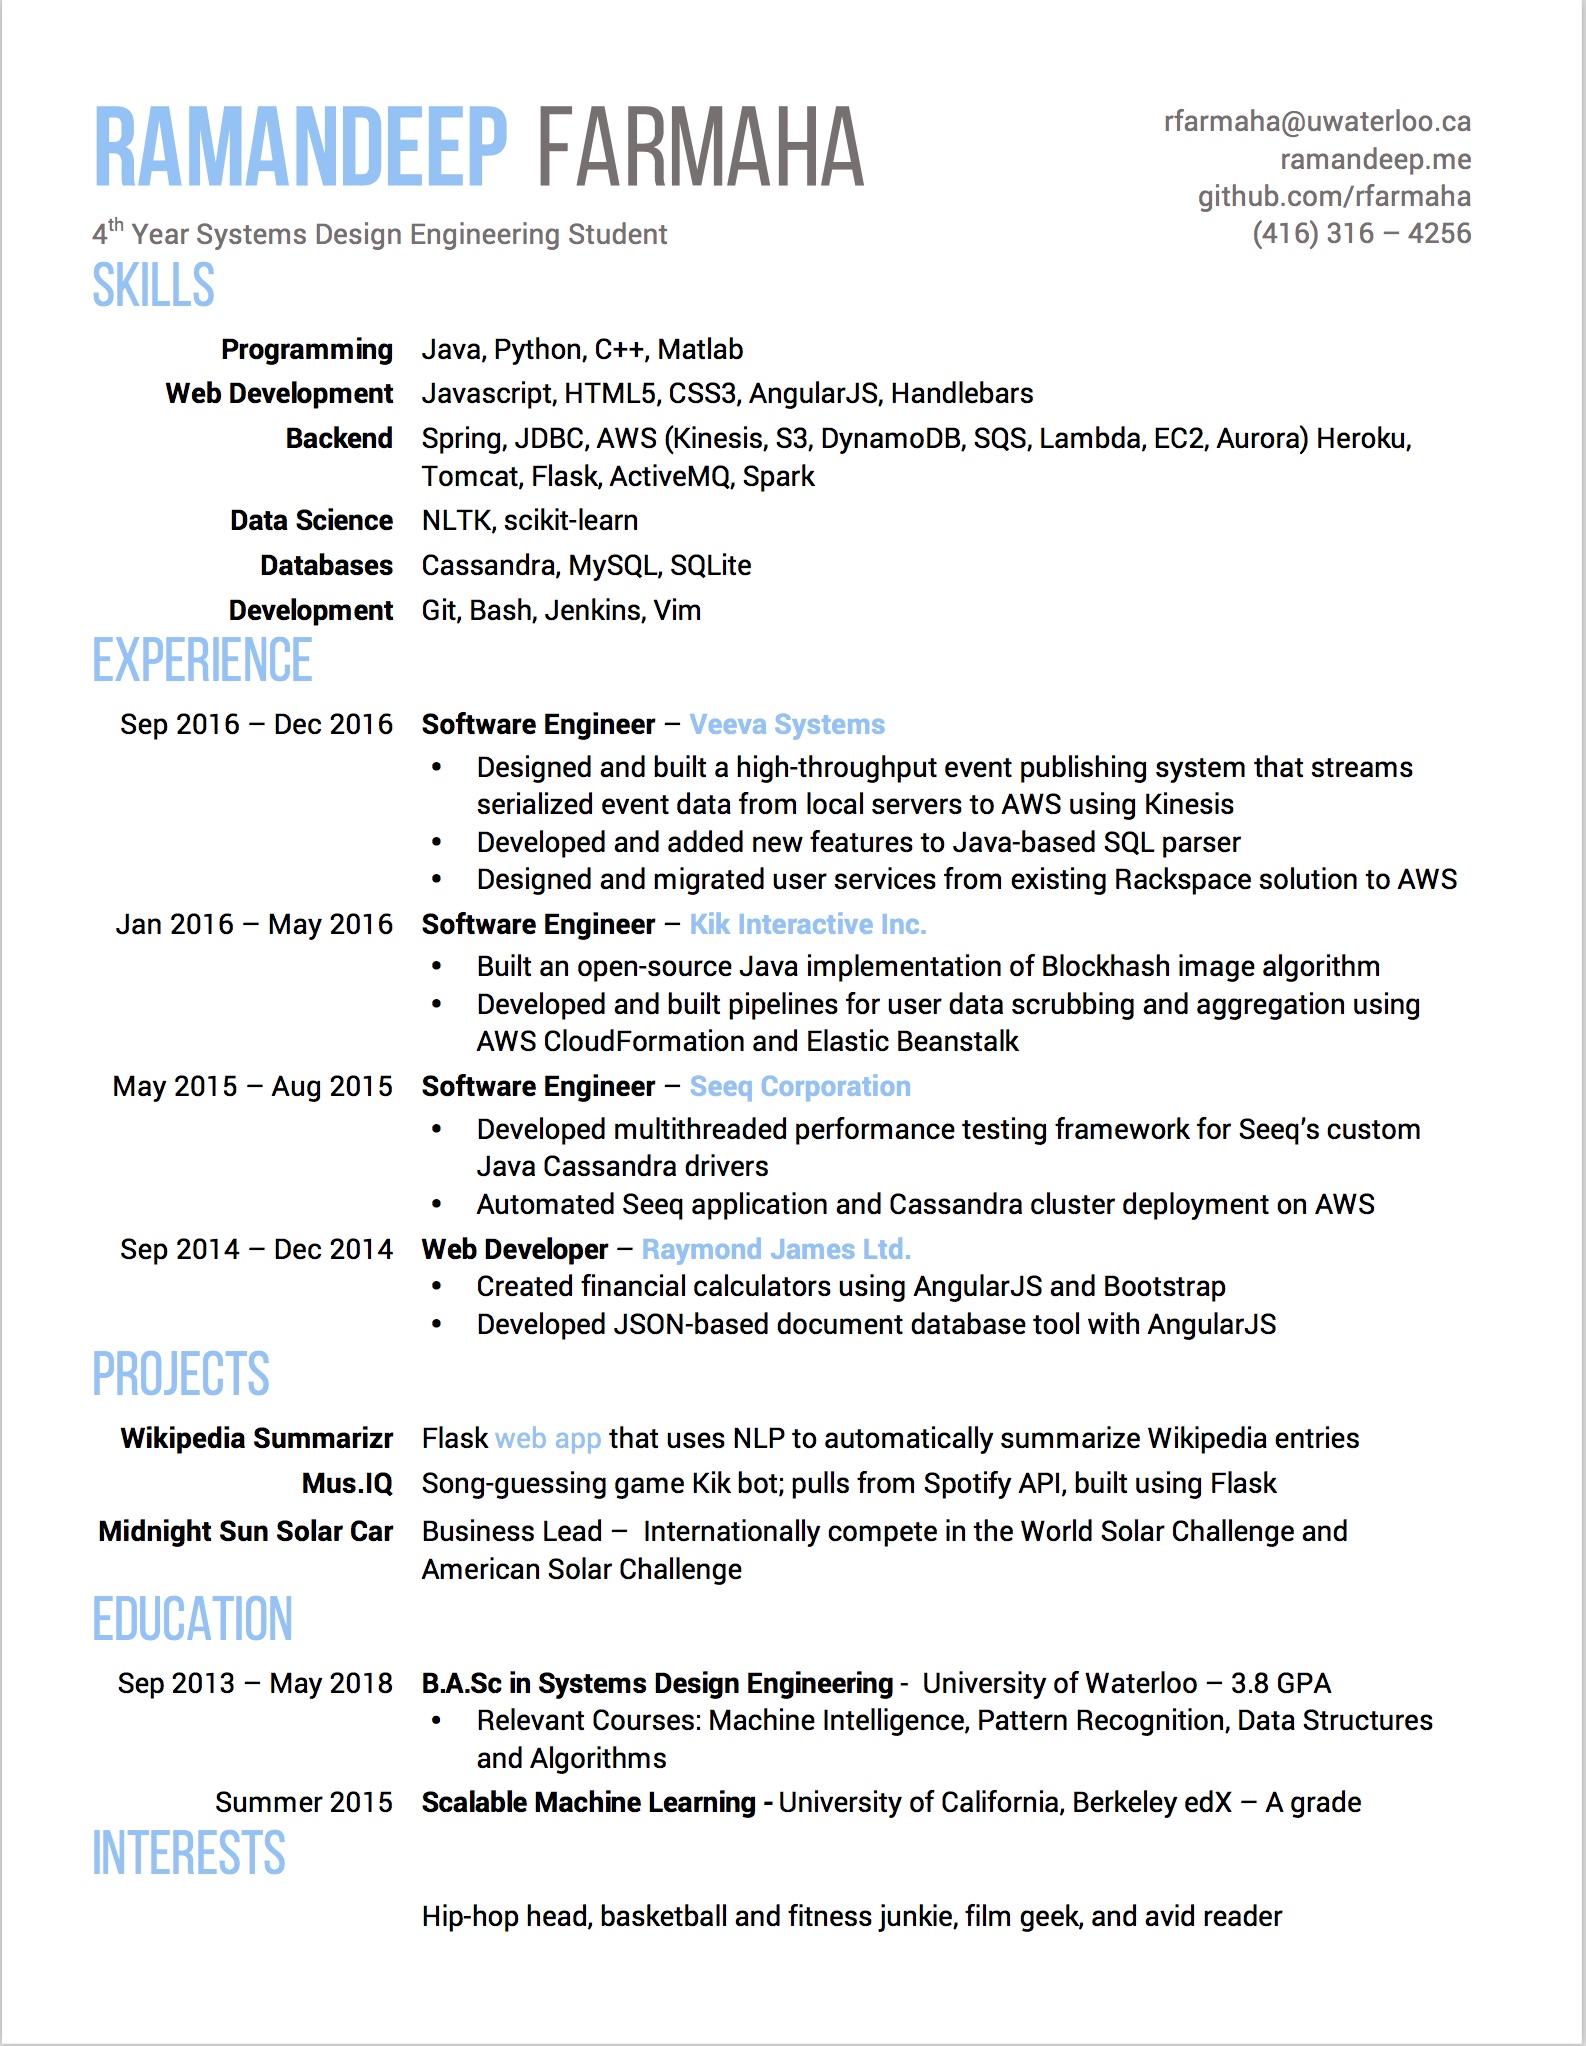 RAMANDEEP FARMAHA
rfarmaha@uwaterloo.ca
ramandeep.me
github.com/rfarmaha
4th Year Systems Design Engineering Student
(416) 316 – 4256
SKILLS
Programming Java, Python, C++, Matlab
Web Development Javascript, HTML5, CSS3, AngularJS, Handlebars
Backend Spring, JDBC, AWS (Kinesis, S3, DynamoDB, SQS, Lambda, EC2, Aurora) Heroku,
Tomcat, Flask, ActiveMQ, Spark
Data Science NLTK, scikit-learn
Databases Cassandra, MySQL, SQLite
Development Git, Bash, Jenkins, Vim
EXPERIENCE
Sep 2016 – Dec 2016 Software Engineer – Veeva Systems
• Designed and built a high-throughput event publishing system that streams
serialized event data from local servers to AWS using Kinesis
• Developed and added new features to Java-based SQL parser
• Designed and migrated user services from existing Rackspace solution to AWS
Jan 2016 – May 2016 Software Engineer – Kik Interactive Inc.
• Built an open-source Java implementation of Blockhash image algorithm
• Developed and built pipelines for user data scrubbing and aggregation using
AWS CloudFormation and Elastic Beanstalk
May 2015 – Aug 2015 Software Engineer – Seeq Corporation
• Developed multithreaded performance testing framework for Seeq’s custom
Java Cassandra drivers
• Automated Seeq application and Cassandra cluster deployment on AWS
Sep 2014 – Dec 2014 Web Developer – Raymond James Ltd.
• Created financial calculators using AngularJS and Bootstrap
• Developed JSON-based document database tool with AngularJS
PROJECTS
Wikipedia Summarizr Flask web app that uses NLP to automatically summarize Wikipedia entries
Mus.IQ Song-guessing game Kik bot; pulls from Spotify API, built using Flask
Midnight Sun Solar Car Business Lead – Internationally compete in the World Solar Challenge and
American Solar Challenge
EDUCATION
Sep 2013 – May 2018 B.A.Sc in Systems Design Engineering - University of Waterloo – 3.8 GPA
• Relevant Courses: Machine Intelligence, Pattern Recognition, Data Structures
and Algorithms
Summer 2015 Scalable Machine Learning - University of California, Berkeley edX – A grade
INTERESTS
Hip-hop head, basketball and fitness junkie, film geek, and avid reader